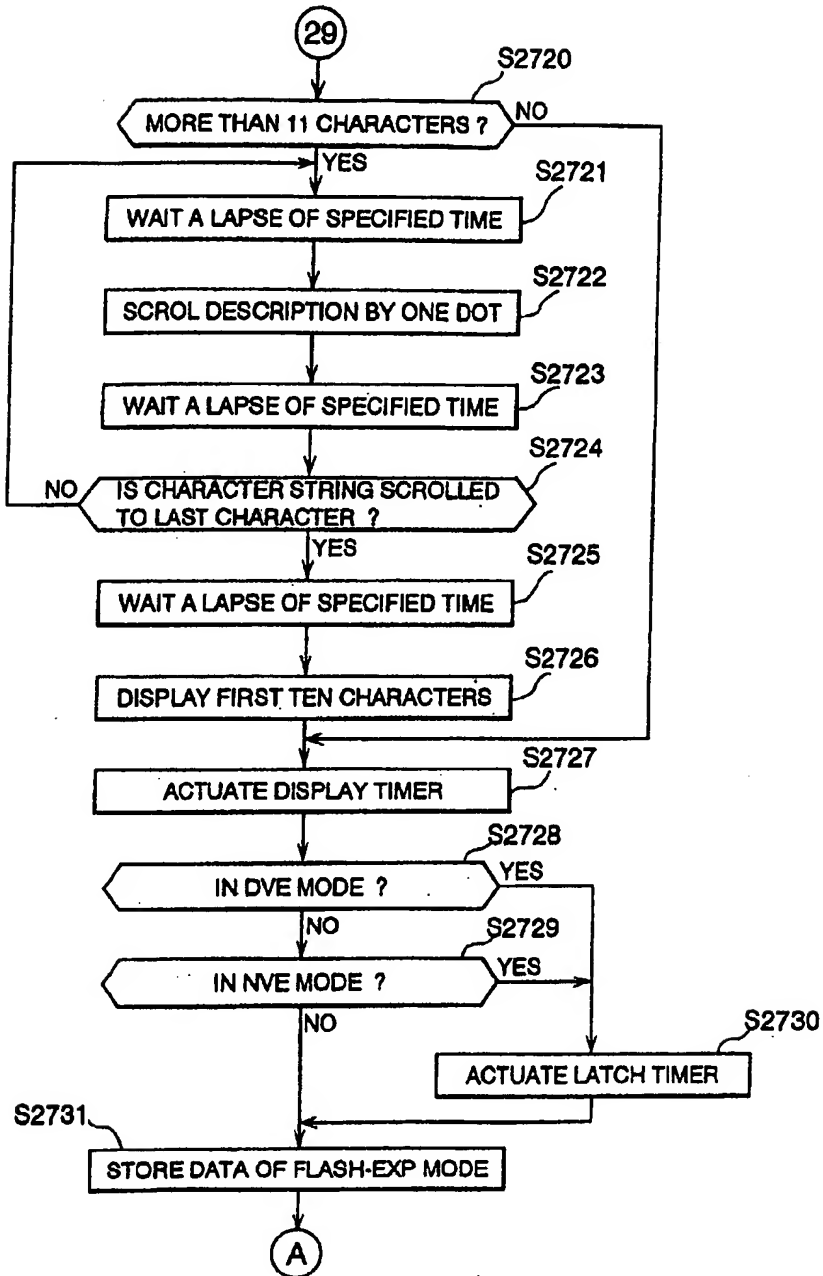 29
S2720
MORE THAN 11 CHARACTERS ?
NO
YES
S2721
WAIT A LAPSE OF SPECIFIED TIME
S2722
SCROL DESCRIPTION BY ONE DOT
S2723
WAIT A LAPSE OF SPECIFIED TIME
S2724
NO
IS CHARACTER STRING SCROLLED
TO LAST CHARACTER ?
YES
S2725
WAIT A LAPSE OF SPECIFIED TIME
S2726
DISPLAY FIRST TEN CHARACTERS
S2727
ACTUATE DISPLAY TIMER
S2728
IN DVE MODE ?
YES
NO
S2729
IN NVE MODE ?
YES
NO
S2730
ACTUATE LATCH TIMER
S2731
STORE DATA OF FLASH-EXP MODE
A